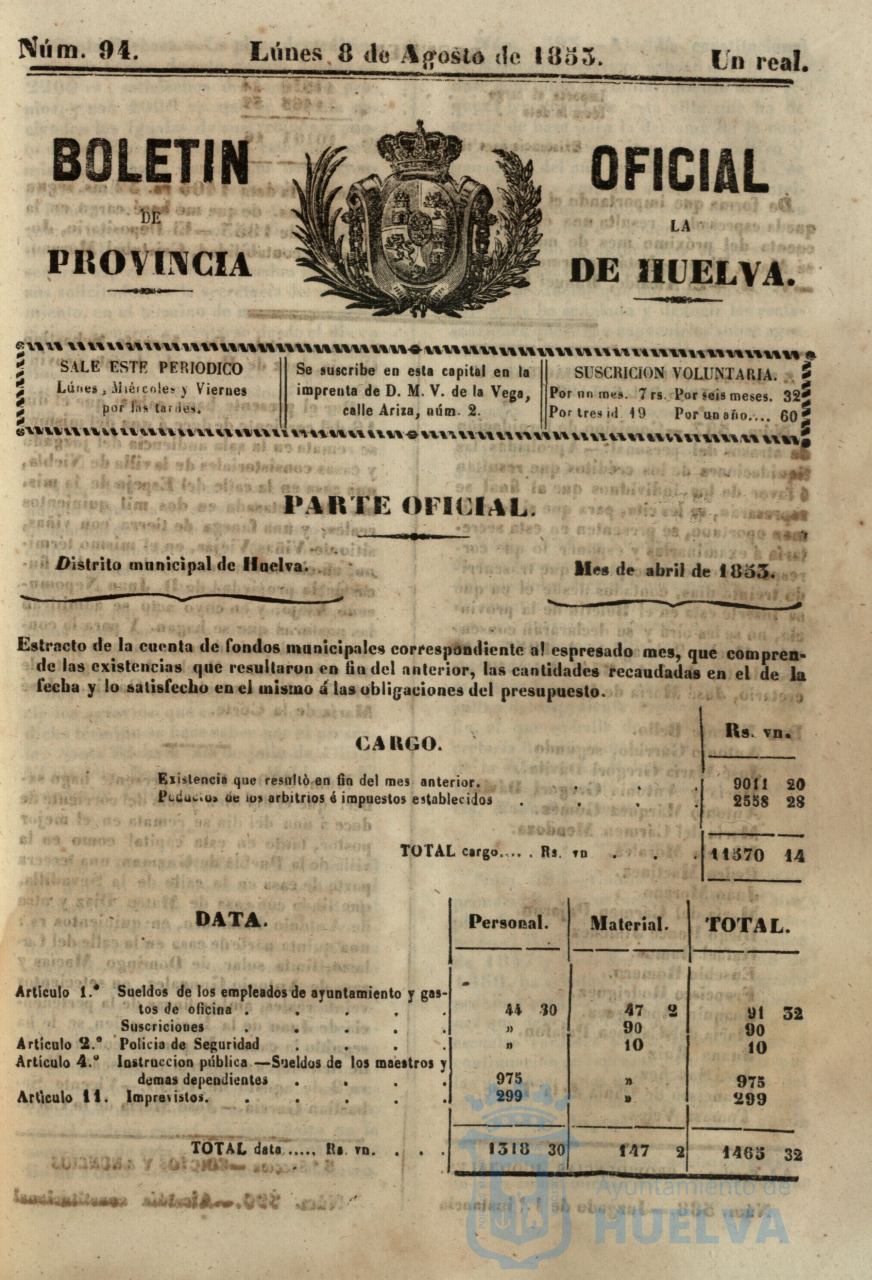 Núm. 94. Lúnes 8 de Agosto de 1853. Un real.
BOLETIN OFICIAL
DE LA
PROVINCIA DE HUELVA.
SALE ESTE PERIODICO
Lúnes, Miércoles y Viernes
por las tardes.
Se suscribe en esta capital en la
imprenta de D. M. V. de la Vega,
calle Ariza, núm. 2.
SUSCRICION VOLUNTARIA.
Por un mes. 7 rs. Por seis meses. 32
Por tres id. 19 Por un año.... 60
PARTE OFICIAL.
Distrito municipal de Huelva. Mes de abril de 1853.
Estracto de la cuenta de fondos municipales correspondiente al espresado mes, que compren-
de las existencias que resultaron en fin del anterior, las cantidades recaudadas en el de la
fecha y lo satisfecho en el mismo á las obligaciones del presupuesto.
CARGO. Rs. vn.
Existencia que resultò en fin del mes anterior. . . . 9011 20
de los arbitrios é impuestos establecidos . . . . 2558 28
TOTAL cargo.... . Rs. vn . . . 11570 14
DATA. Personal. Material. TOTAL.
Artículo 1.º Sueldos de los empleados de ayuntamiento y gas-
tos de oficina . . . . . 44 30 47 2 91 32
Suscriciones . . . . . » 90 90
Artículo 2.º Policia de Seguridad . . . . » 10 10
Artículo 4.º Instruccion pública —Sueldos de los maestros y
demas dependientes . . . . 975 » 975
Artículo 11. Imprevistos. . . . . . 299 » 299
TOTAL data ..... Rs. vn. . . . 1318 30 147 2 1465 32
Ayuntamiento de
HUELVA